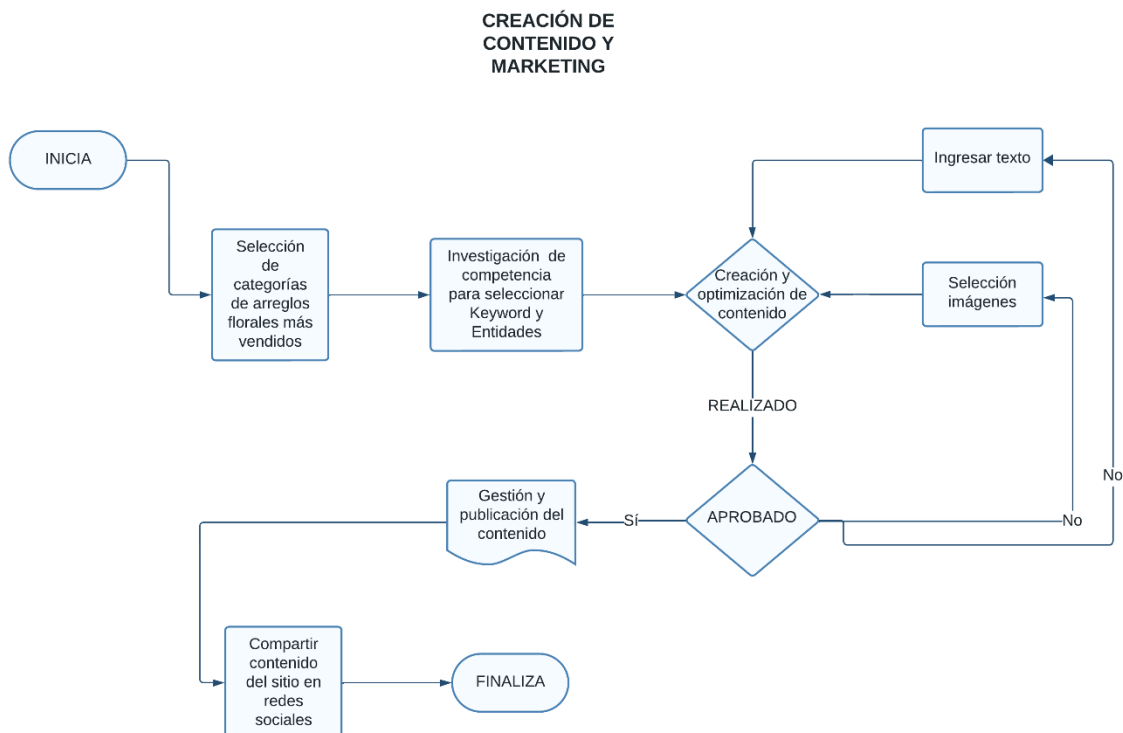 CREACIÓN DE
CONTENIDO Y
MARKETING
INICIA
Ingresar texto
Selección
de
categorías
de arreglos
florales más
vendidos
Investigación de
competencia
para seleccionar
Keyword y
Entidades
Creación y
optimización de
contenido
Selección
imágenes
REALIZADO
No
Gestión y
publicación del
contenido
Sí
APROBADO
No
Compartir
contenido
del sitio en
redes
sociales
FINALIZA